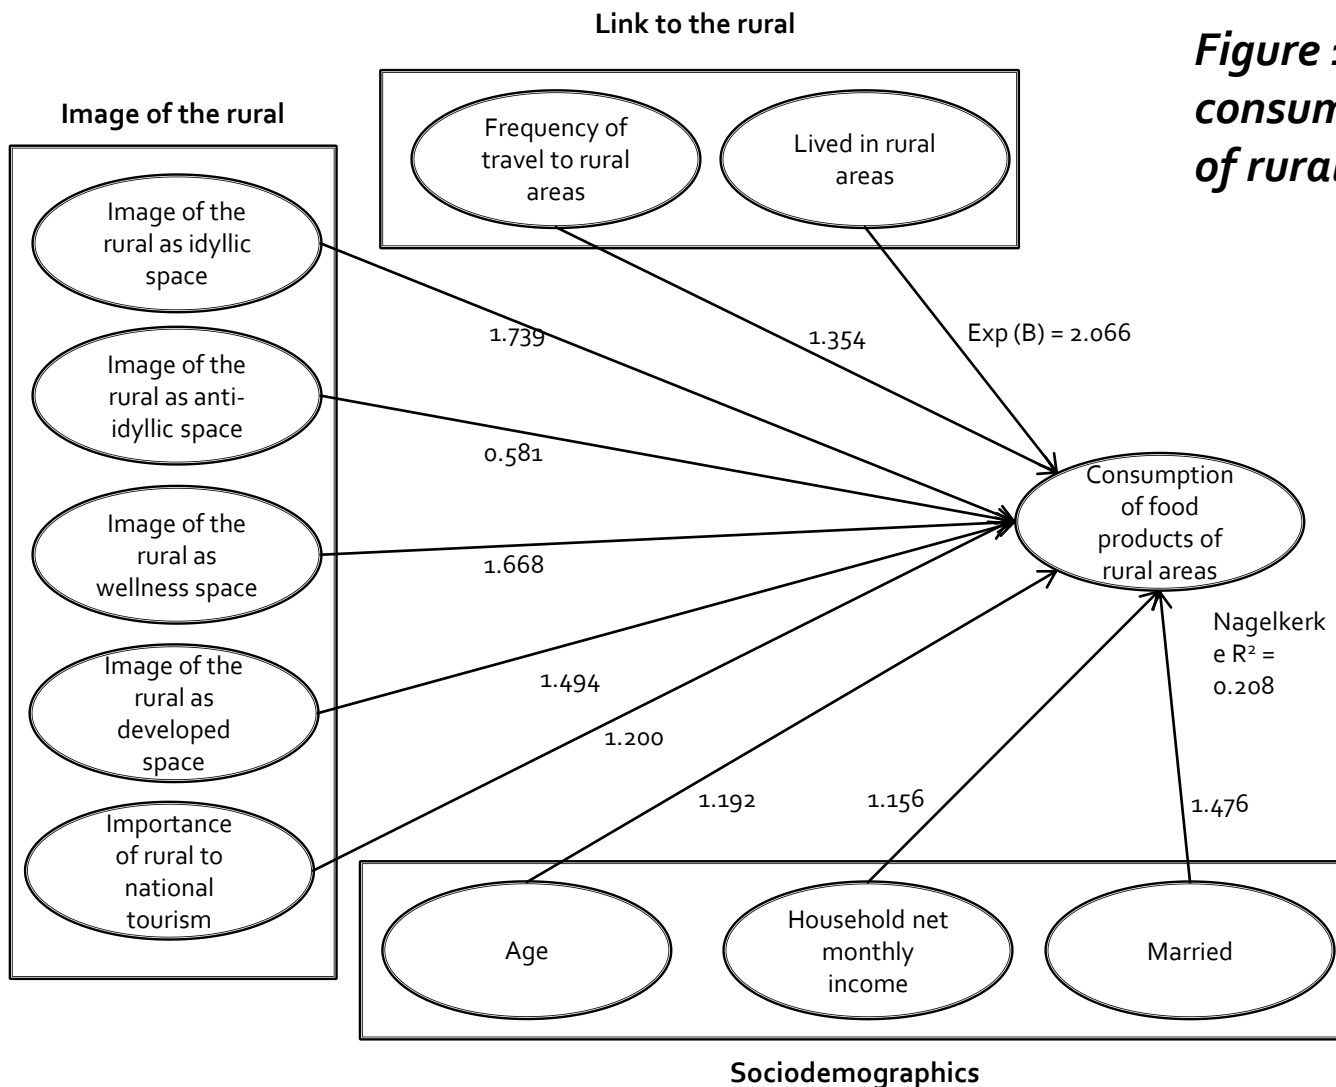 Link to the rural
Figure
consum
of rural
Image of the rural
Frequency of
travel to rural
areas
Lived in rural
areas
Image of the
rural as idyllic
space
Image of the
rural as anti-
idyllic space
Image of the
rural as
wellness space
Image of the
rural as
developed
space
Importance
of rural to
national
tourism
1.739
1.354
Exp (B) = 2.066
0.581
1.668
1.494
1.200
1.192
1.156
1.476
Consumption
of food
products of
rural areas
Nagelkerk
e R² =
0.208
Age
Household net
monthly
income
Married
Sociodemographics